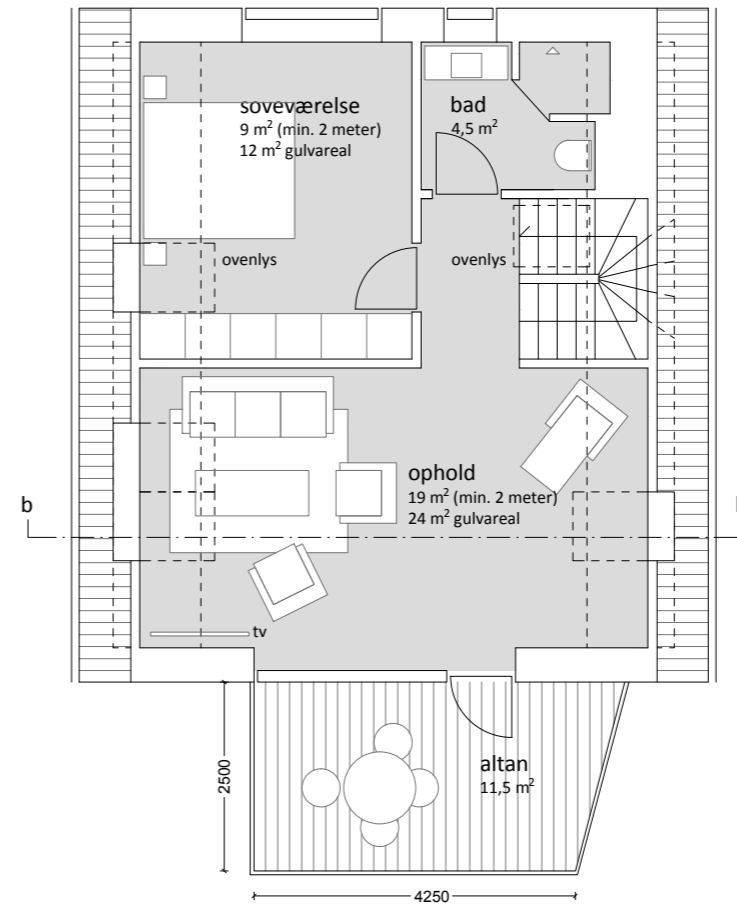 soveværelse
9 m² (min. 2 meter)
12 m² gulvareal
bad
4,5 m²
ovenlys
ovenlys
ophold
19 m² (min. 2 meter)
24 m² gulvareal
b
tv
altan
11,5 m²
2500
4250